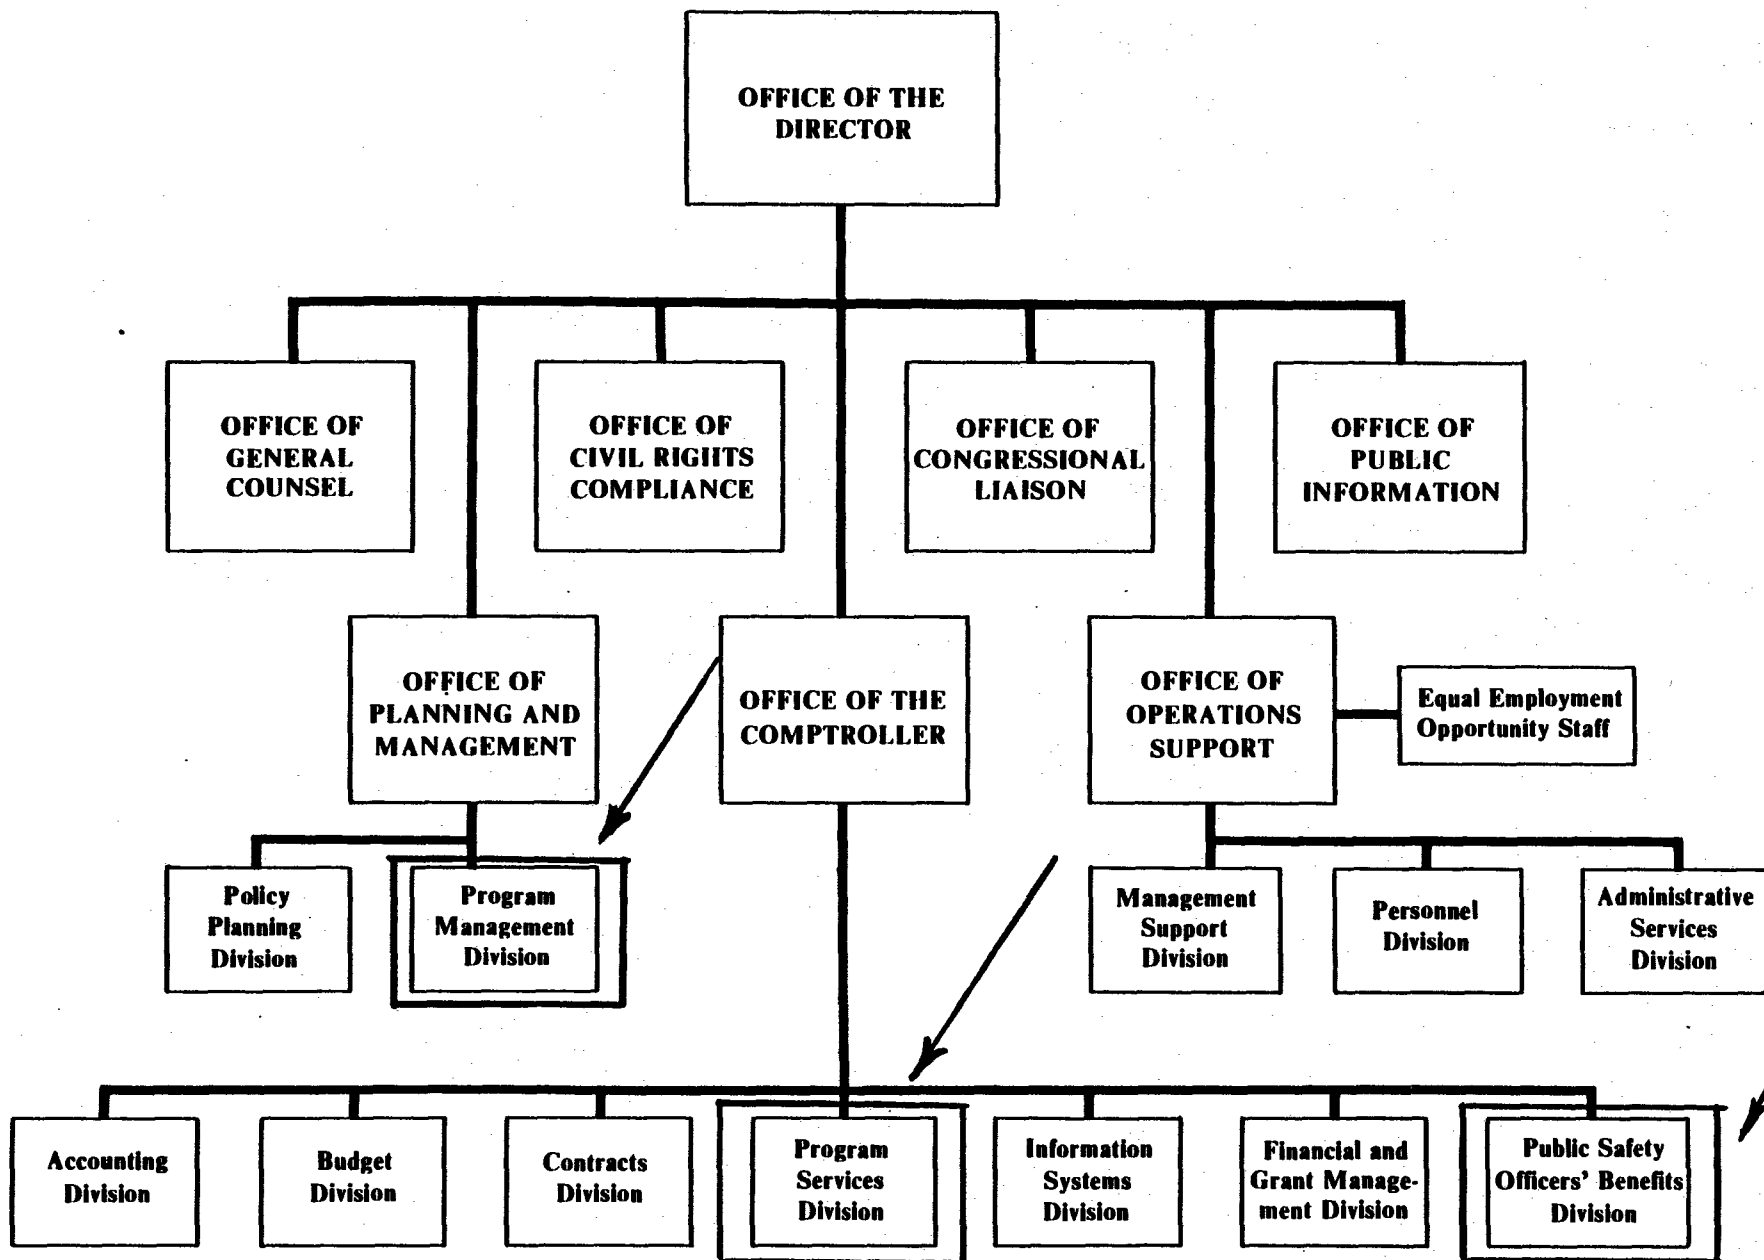 OFFICE OF THE
DIRECTOR
OFFICE OF
GENERAL
COUNSEL
OFFICE OF
CIVIL RIGHTS
COMPLIANCE
OFFICE OF
CONGRESSIONAL
LIAISON
OFFICE OF
PUBLIC
INFORMATION
OFFICE OF
PLANNING AND
MANAGEMENT
OFFICE OF THE
COMPTROLLER
OFFICE OF
OPERATIONS
SUPPORT
Equal Employment
Opportunity Staff
Policy
Planning
Division
Program
Management
Division
Management
Support
Division
Personnel
Division
Administrative
Services
Division
Accounting
Division
Budget
Division
Contracts
Division
Program
Services
Division
Information
Systems
Division
Financial and
Grant Manage-
ment Division
Public Safety
Officers' Benefits
Division